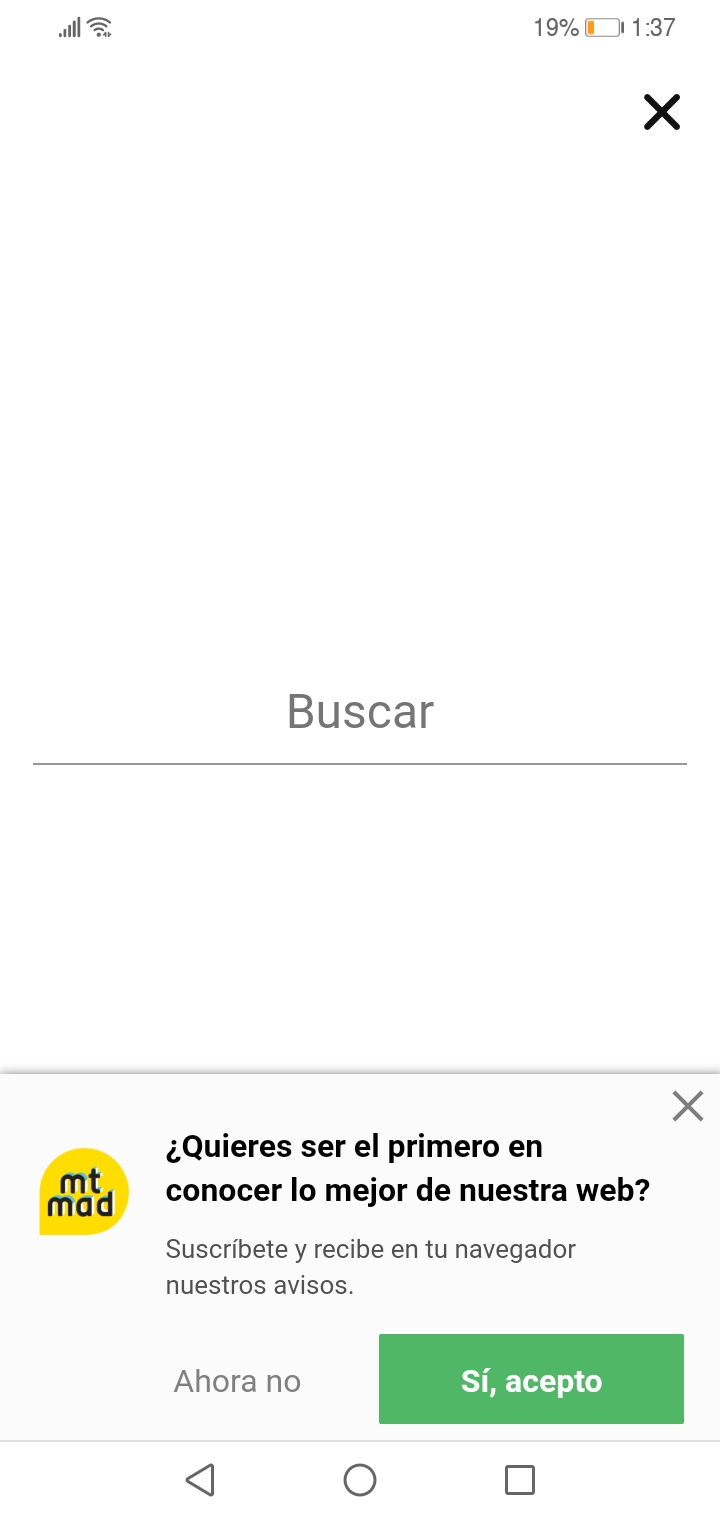 19% 1:37
Buscar
¿Quieres ser el primero en
conocer lo mejor de nuestra web?
mt
mad
Suscríbete y recibe en tu navegador
nuestros avisos.
Ahora no
Sí, acepto